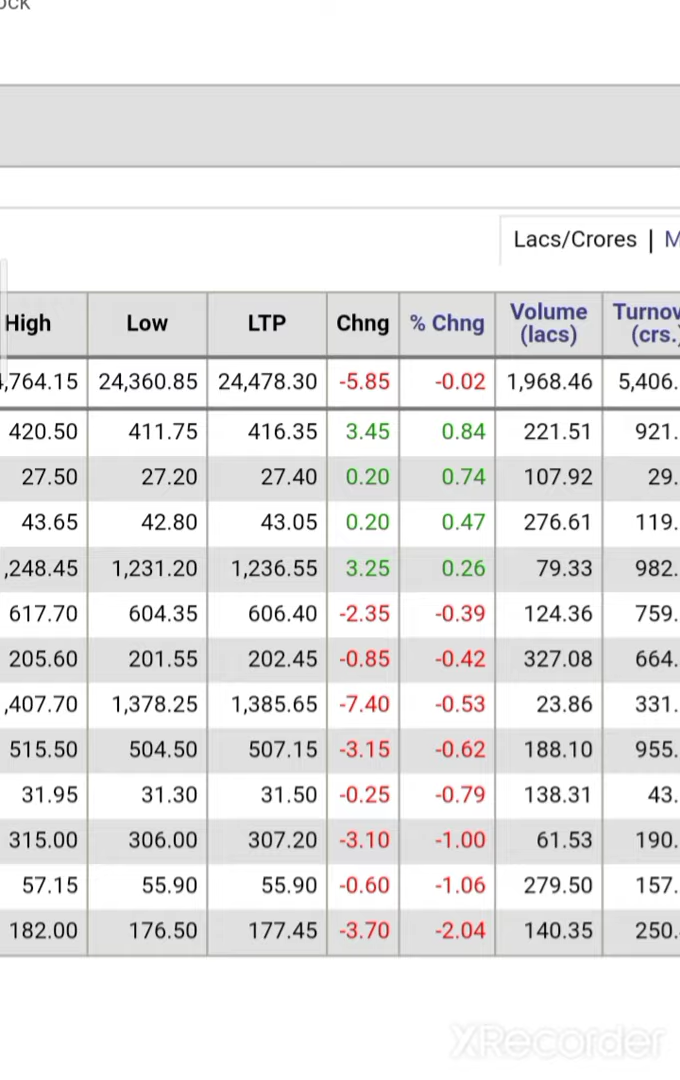 Lacs/Crores |
High Low LTP Chng % Chng Volume (lacs) (crs.)
,764.15 24,360.85 24,478.30 -5.85 -0.02 1,968.46 5,406.
420.50 411.75 416.35 3.45 0.84 221.51 921.
27.50 27.20 27.40 0.20 0.74 107.92 29.
43.65 42.80 43.05 0.20 0.47 276.61 119.
,248.45 1,231.20 1,236.55 3.25 0.26 79.33 982.
617.70 604.35 606.40 -2.35 -0.39 124.36 759.
205.60 201.55 202.45 -0.85 -0.42 327.08 664.
,407.70 1,378.25 1,385.65 -7.40 -0.53 23.86 331.
515.50 504.50 507.15 -3.15 -0.62 188.10 955.
31.95 31.30 31.50 -0.25 -0.79 138.31 43.
315.00 306.00 307.20 -3.10 -1.00 61.53 190.
57.15 55.90 55.90 -0.60 -1.06 279.50 157.
182.00 176.50 177.45 -3.70 -2.04 140.35 250.
XRecorder